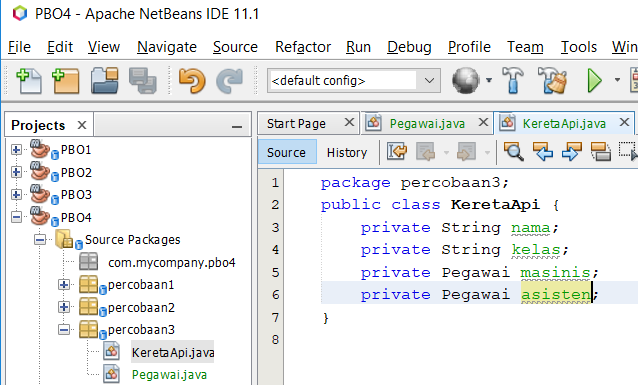 PBO4 - Apache NetBeans IDE 11.1
File Edit View Navigate Source Refactor Run Debug Profile Team Tools
<default config>
Projects
Start Page Pegawai.java KeretaApi.java
Source History
PBO1
PBO2
PBO3
PBO4
Source Packages
com.mycompany.pbo4
percobaan1
percobaan2
percobaan3
KeretaApi.java
Pegawai.java
1 package percobaan3;
2 public class KeretaApi {
3 private String nama;
4 private String kelas;
5 private Pegawai masinis;
6 private Pegawai asisten;
7 }
8